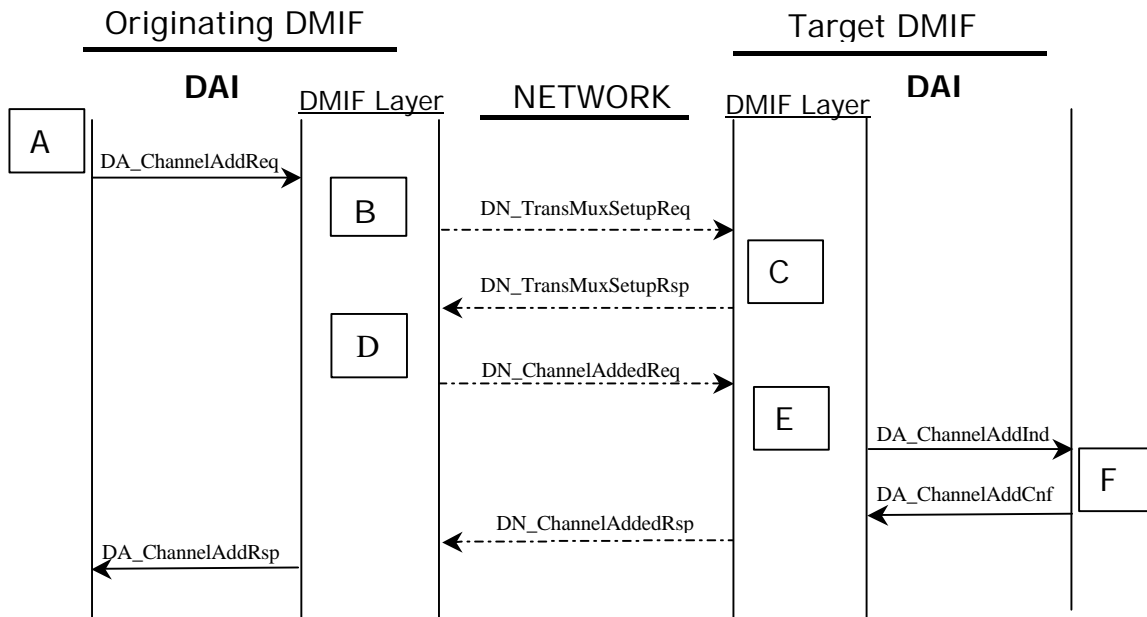 Originating DMIF
Target DMIF
DAI
DMIF Layer
NETWORK
DMIF Layer
DAI
A
DA_ChannelAddReq
B
DN_TransMuxSetupReq
C
DN_TransMuxSetupRsp
D
DN_ChannelAddedReq
E
DA_ChannelAddInd
F
DA_ChannelAddCnf
DN_ChannelAddedRsp
DA_ChannelAddRsp